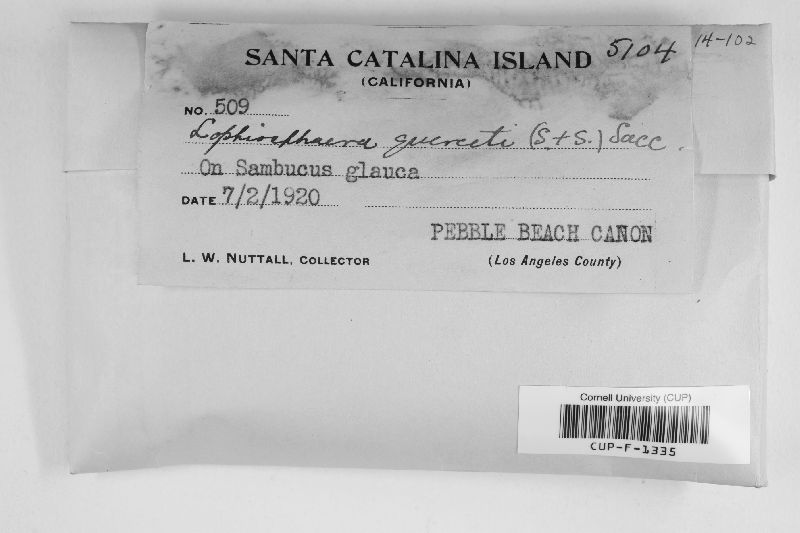 SANTA CATALINA ISLAND 5104 14-102
(CALIFORNIA)
NO. 509
Lophiosphaera querceti (S. + S.) Sacc.
On Sambucus glauca
DATE 7/2/1920
PEBBLE BEACH CANON
L. W. NUTTALL, COLLECTOR (Los Angeles County)
Cornell University (CUP)
CUP-F-1335